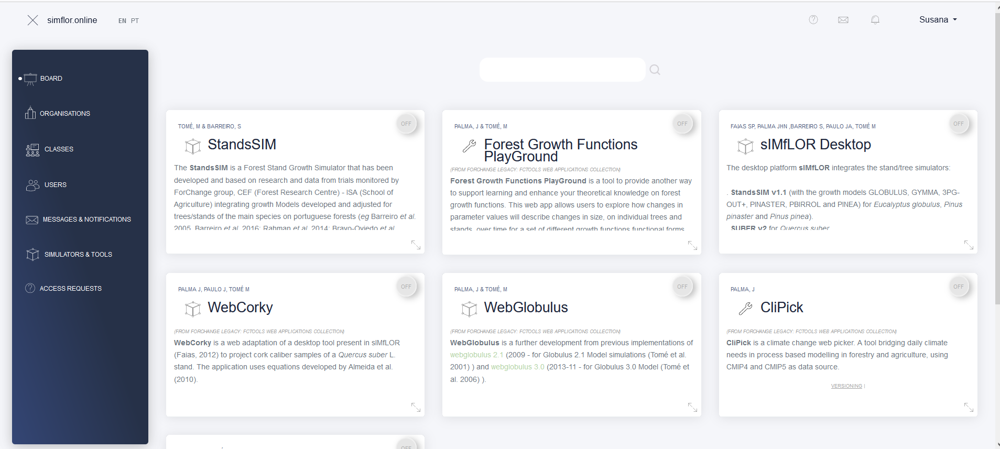 simflor.online
EN PT
Susana
BOARD
ORGANISATIONS
CLASSES
USERS
MESSAGES & NOTIFICATIONS
SIMULATORS & TOOLS
ACCESS REQUESTS
TOMÉ, M & BARREIRO, S
OFF
StandsSIM
The StandsSIM is a Forest Stand Growth Simulator that has been
developed and based on research and data from trials monitored by
ForChange group, CEF (Forest Research Centre) - ISA (School of
Agriculture) integrating growth Models developed and adjusted for
trees/stands of the main species on portuguese forests (eg Barreiro et al.
2005, Barreiro et al. 2016; Rahman et al. 2014; Bravo-Oviedo et al.
PALMA, J & TOMÉ, M
OFF
Forest Growth Functions
PlayGround
(FROM FORCHANGE LEGACY: FCTOOLS WEB APPLICATIONS COLLECTION)
Forest Growth Functions PlayGround is a tool to provide another way
to support learning and enhance your theoretical knowledge on forest
growth functions. This web app allows users to explore how changes in
parameter values will describe changes in size, on individual trees and
stands, over time for a set of different growth functions functional forms
FAIAS SP, PALMA JHN ,BARREIRO S, PAULO JA, TOMÉ M
OFF
sIMfLOR Desktop
The desktop platform sIMfLOR integrates the stand/tree simulators:
. StandsSIM v1.1 (with the growth models GLOBULUS, GYMMA, 3PG-
OUT+, PINASTER, PBIRROL and PINEA) for Eucalyptus globulus, Pinus
pinaster and Pinus pinea).
. SUBER v2 for Quercus suber
PALMA J, PAULO J, TOMÉ M
OFF
WebCorky
(FROM FORCHANGE LEGACY: FCTOOLS WEB APPLICATIONS COLLECTION)
WebCorky is a web adaptation of a desktop tool present in sIMfLOR
(Faias, 2012) to project cork caliber samples of a Quercus suber L.
stand. The application uses equations developed by Almeida et al.
(2010).
PALMA, J & TOMÉ, M
OFF
WebGlobulus
(FROM FORCHANGE LEGACY: FCTOOLS WEB APPLICATIONS COLLECTION)
WebGlobulus is a further development from previous implementations of
webglobulus 2.1 (2009 - for Globulus 2.1 Model simulations (Tomé et al.
2001) ) and webglobulus 3.0 (2013-11 - for Globulus 3.0 Model (Tomé et
al. 2006) ).
PALMA, J
OFF
CliPick
(FROM FORCHANGE LEGACY: FCTOOLS WEB APPLICATIONS COLLECTION)
CliPick is a climate change web picker. A tool bridging daily climate
needs in process based modelling in forestry and agriculture, using
CMIP4 and CMIP5 as data source.
VERSIONING |
OFF